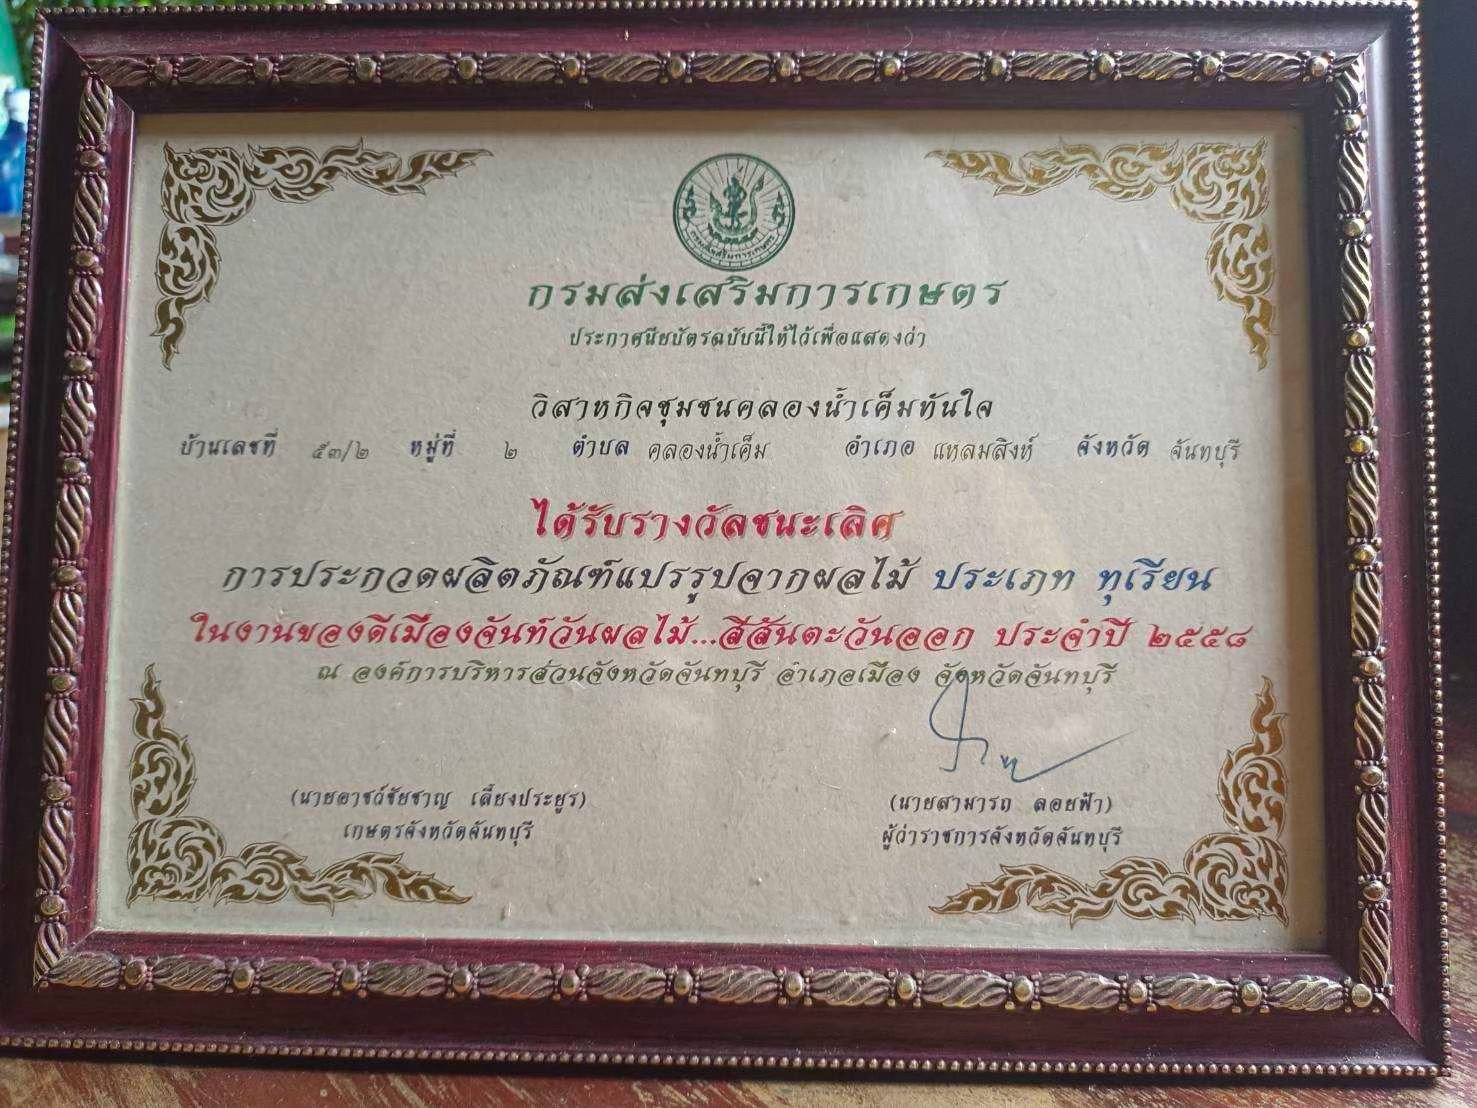 กรมส่งเสริมการเกษตร
กรมส่งเสริมการเกษตร
ประกาศนียบัตรฉบับนี้ให้ไว้เพื่อแสดงว่า
วิสาหกิจชุมชนคลองน้ำเค็มทันใจ
บ้านเลขที่ ๕๓/๒ หมู่ที่ ๒ ตำบล คลองน้ำเค็ม อำเภอ แหลมสิงห์ จังหวัด จันทบุรี
ได้รับรางวัลชนะเลิศ
การประกวดผลิตภัณฑ์แปรรูปจากผลไม้ ประเภท ทุเรียน
ในงานของดีเมืองจันท์วันผลไม้...สีสันตะวันออก ประจำปี ๒๕๕๘
ณ องค์การบริหารส่วนจังหวัดจันทบุรี อำเภอเมือง จังหวัดจันทบุรี
(นายอาชว์ชัยชาญ เลี้ยงประยูร) (นายสามารถ ลอยฟ้า)
เกษตรจังหวัดจันทบุรี ผู้ว่าราชการจังหวัดจันทบุรี